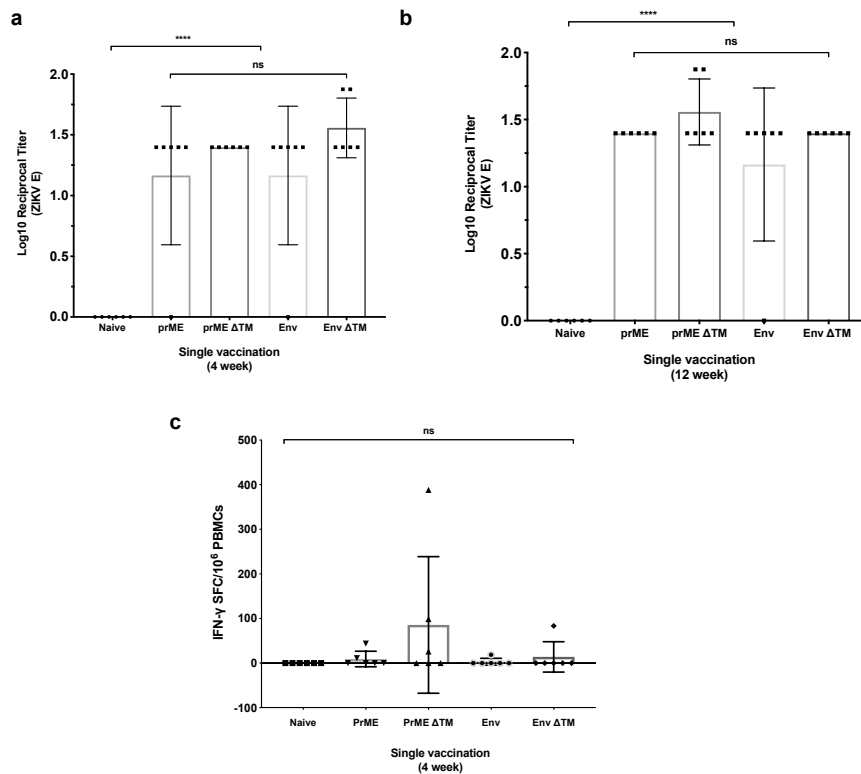 a
****
ns
2.0
1.5
1.0
0.5
0.0
Log10 Reciprocal Titer
(ZIKV E)
Naive prME prME ΔTM Env Env ΔTM
Single vaccination
(4 week)
b
****
ns
2.0
1.5
1.0
0.5
0.0
Log10 Reciprocal Titer
(ZIKV E)
Naive prME prME ΔTM Env Env ΔTM
Single vaccination
(12 week)
c
ns
500
400
300
200
100
0
-100
IFN-γ SFC/10⁶ PBMCs
Naive PrME PrME ΔTM Env Env ΔTM
Single vaccination
(4 week)